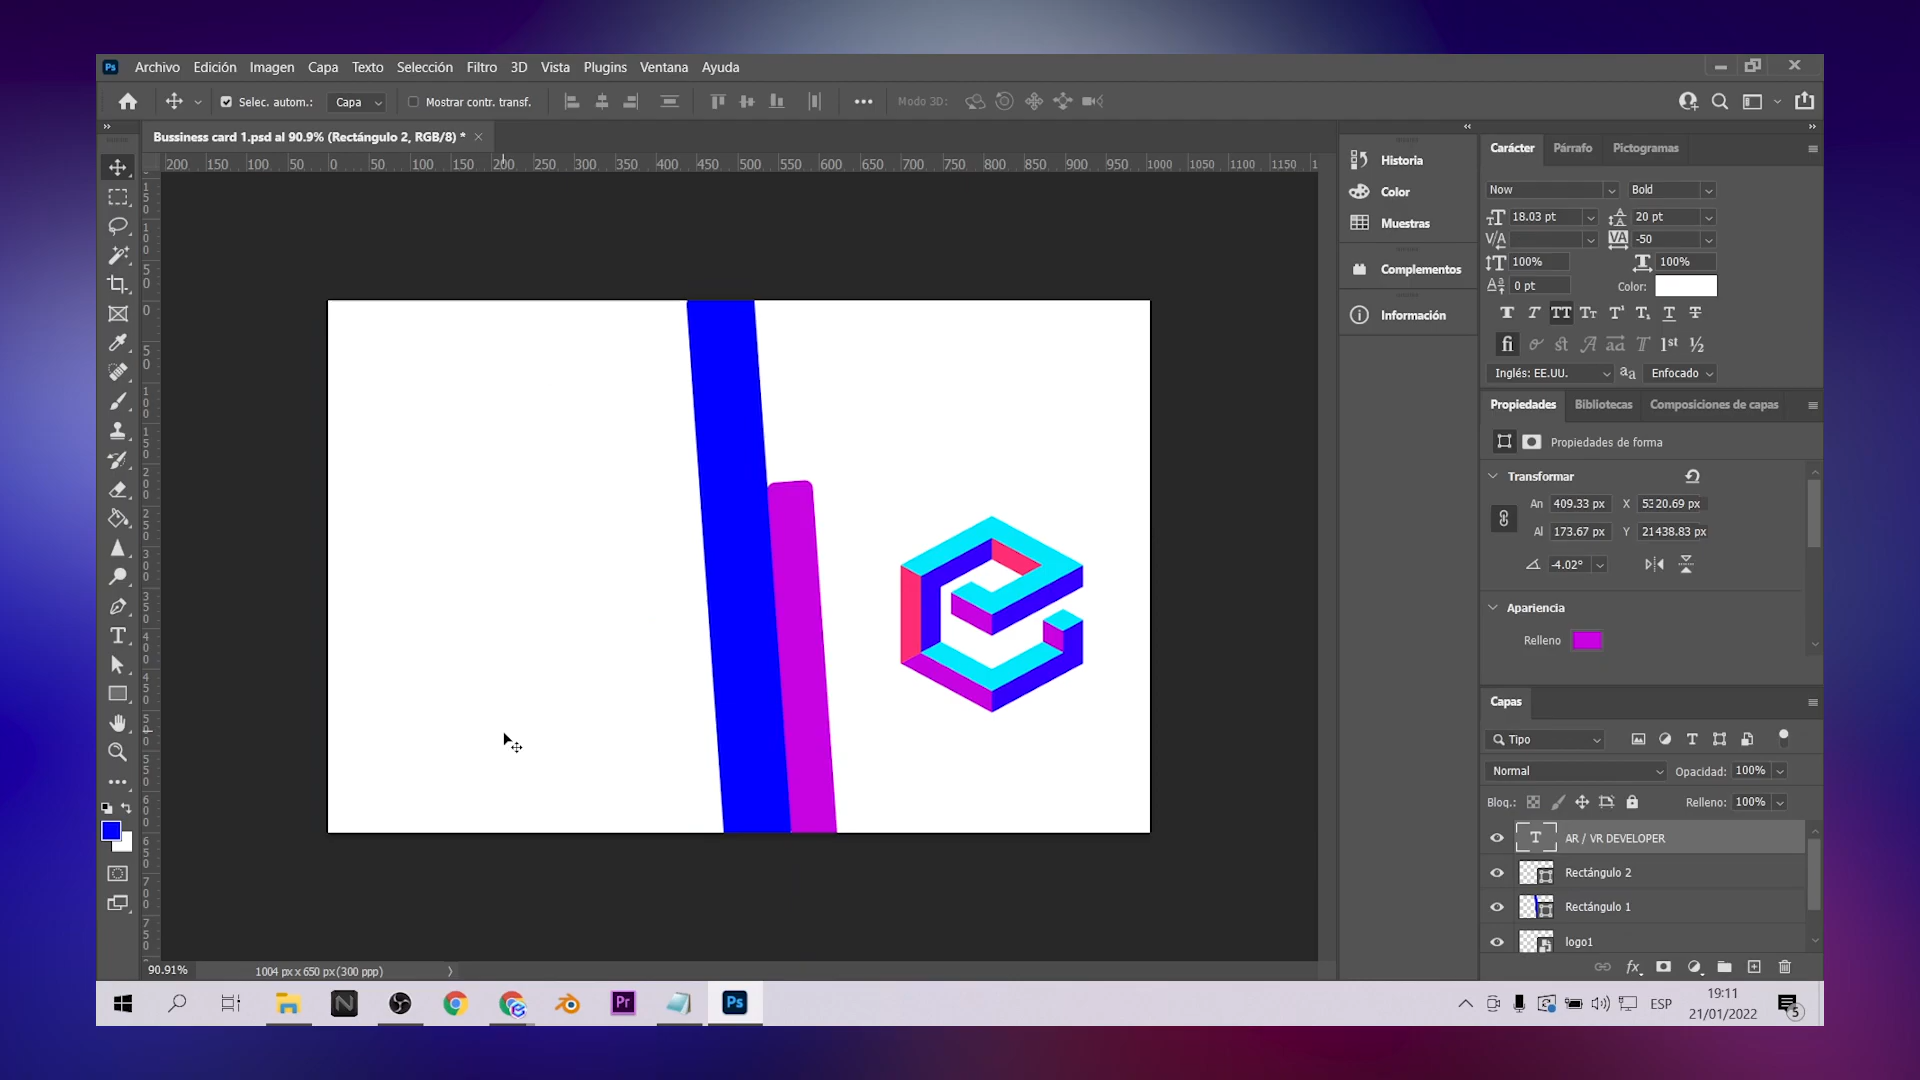 Ps Archivo Edición Imagen Capa Texto Selección Filtro 3D Vista Plugins Ventana Ayuda
Selec. autom.: Capa Mostrar contr. transf. Modo 3D:
Bussiness card 1.psd al 90.9% (Rectángulo 2, RGB/8) *
200 150 100 50 0 50 100 150 200 250 300 350 400 450 500 550 600 650 700 750 800 850 900 950 1000 1050 1100 1150 1
Historia
Color
Muestras
Complementos
Información
Carácter Párrafo Pictogramas
Now Bold
18.03 pt 20 pt
V/A VA -50
100% 100%
0 pt Color:
Inglés: EE.UU. aa Enfocado
Propiedades Bibliotecas Composiciones de capas
Propiedades de forma
Transformar
An 409.33 px X
Al 173.67 px Y
-4.02°
Apariencia
Relleno
Capas
Tipo
Normal Opacidad: 100%
Bloq.: Relleno: 100%
T AR / VR DEVELOPER
Rectángulo 2
Rectángulo 1
logo1
fx
90.91% 1004 px x 650 px (300 ppp)
N Pr Ps
ESP
19:11
21/01/2022
5